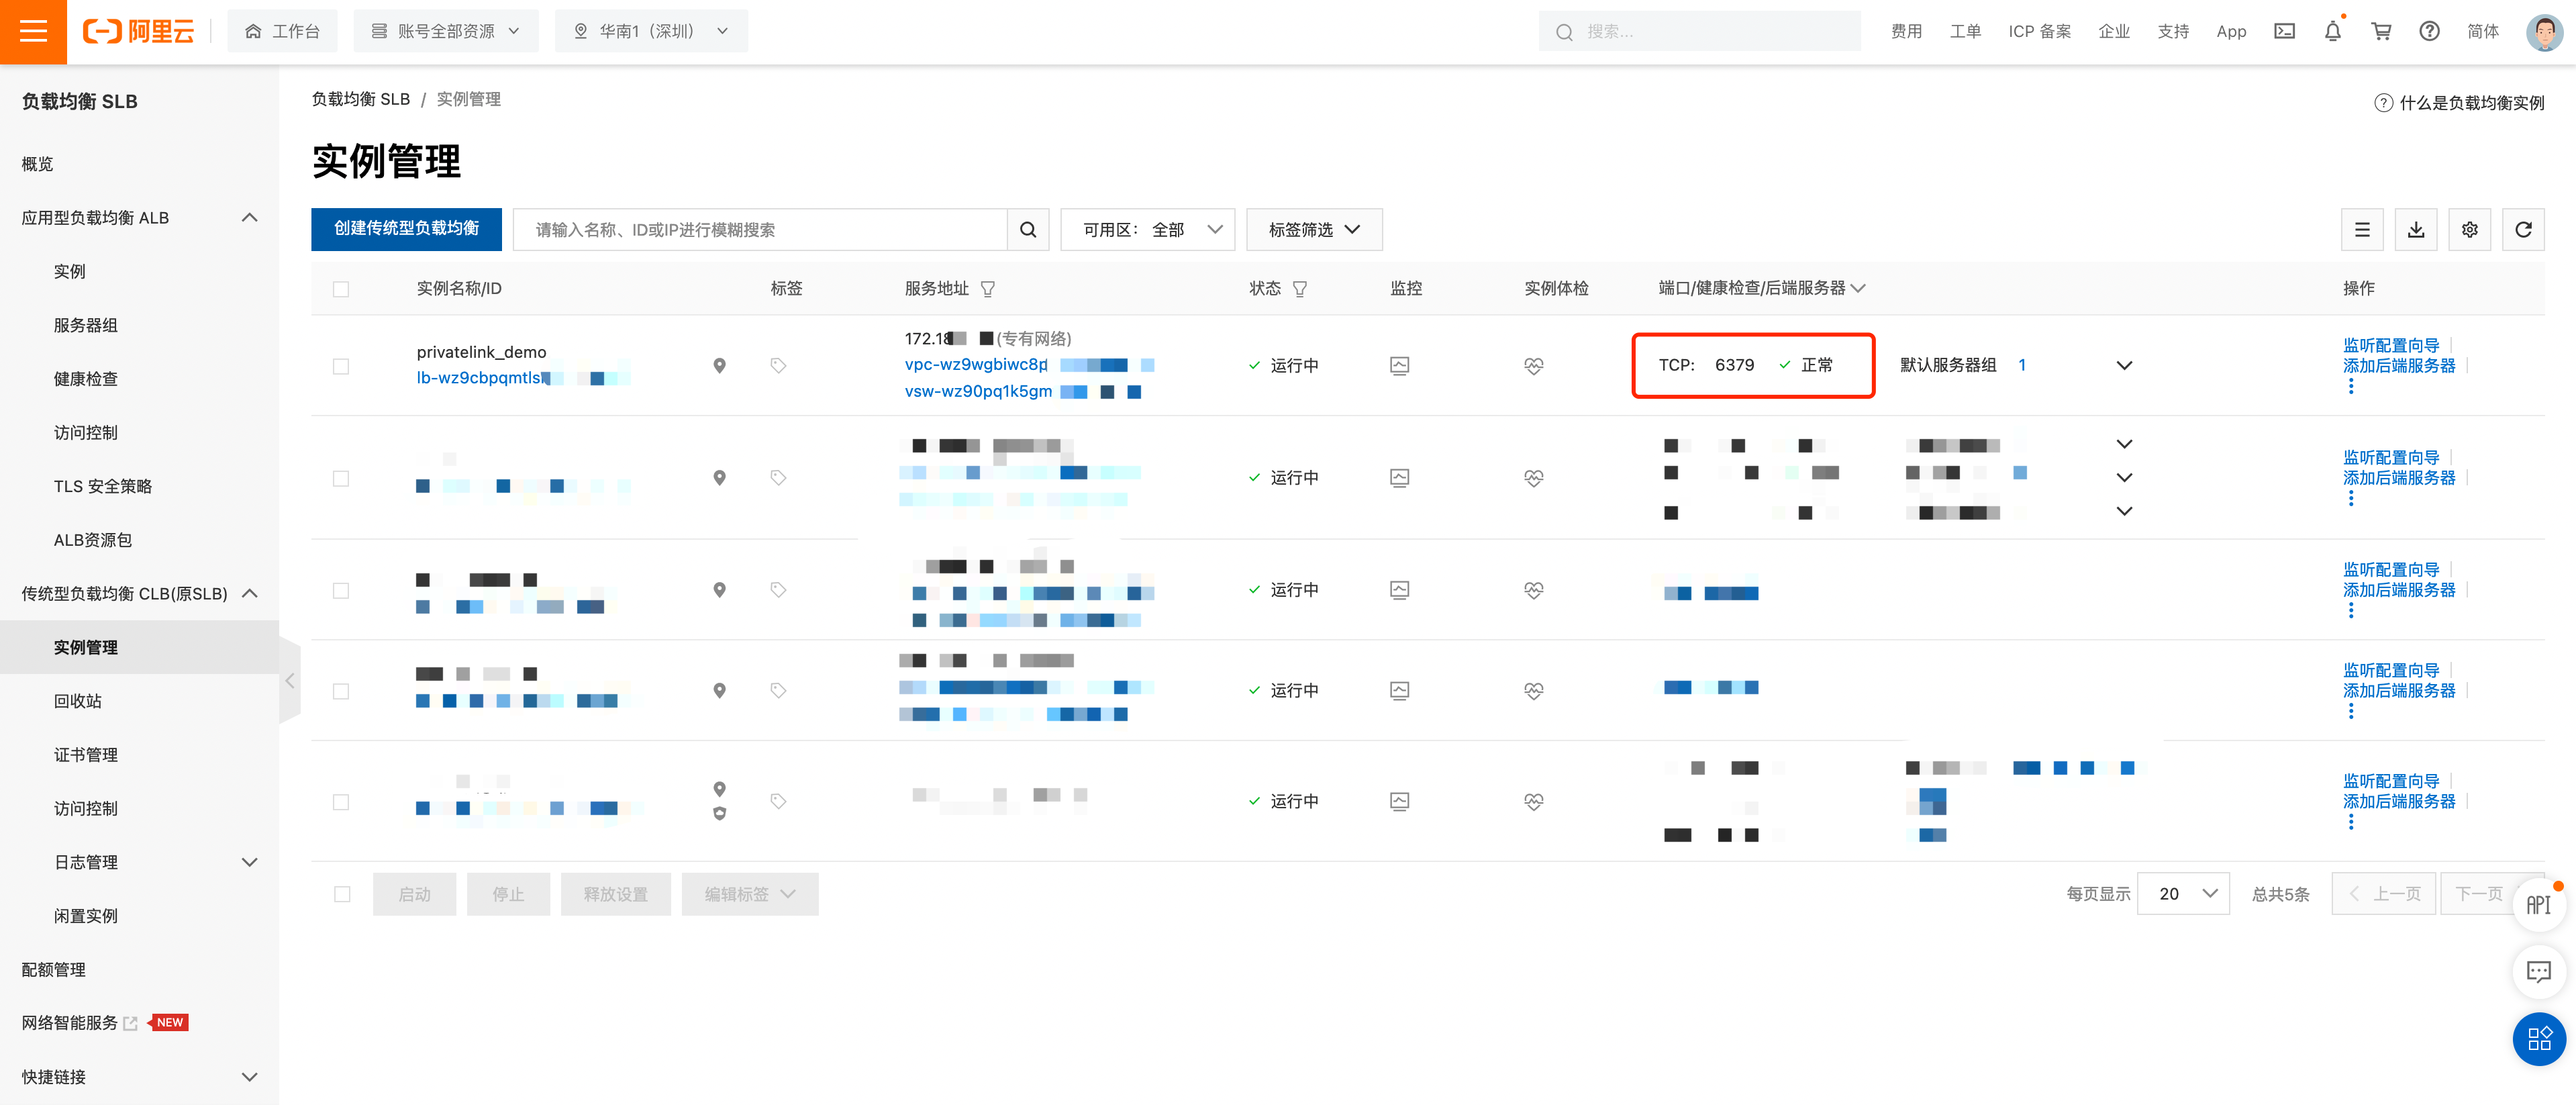 阿里云
工作台
账号全部资源
华南1（深圳）
搜索...
费用
工单
ICP 备案
企业
支持
App
简体
负载均衡 SLB
概览
应用型负载均衡 ALB
实例
服务器组
健康检查
访问控制
TLS 安全策略
ALB资源包
传统型负载均衡 CLB(原SLB)
实例管理
回收站
证书管理
访问控制
日志管理
闲置实例
配额管理
网络智能服务 NEW
快捷链接
负载均衡 SLB / 实例管理
什么是负载均衡实例
实例管理
创建传统型负载均衡
请输入名称、ID或IP进行模糊搜索
可用区： 全部
标签筛选
实例名称/ID
标签
服务地址
状态
监控
实例体检
端口/健康检查/后端服务器
操作
privatelink_demo
lb-wz9cbpqmtls
172.18
(专有网络)
vpc-wz9wgbiwc8p
vsw-wz90pq1k5gm
运行中
TCP: 6379 正常
默认服务器组 1
监听配置向导
添加后端服务器
运行中
监听配置向导
添加后端服务器
运行中
监听配置向导
添加后端服务器
运行中
监听配置向导
添加后端服务器
运行中
监听配置向导
添加后端服务器
启动
停止
释放设置
编辑标签
每页显示
20
总共5条
上一页
下一页
API